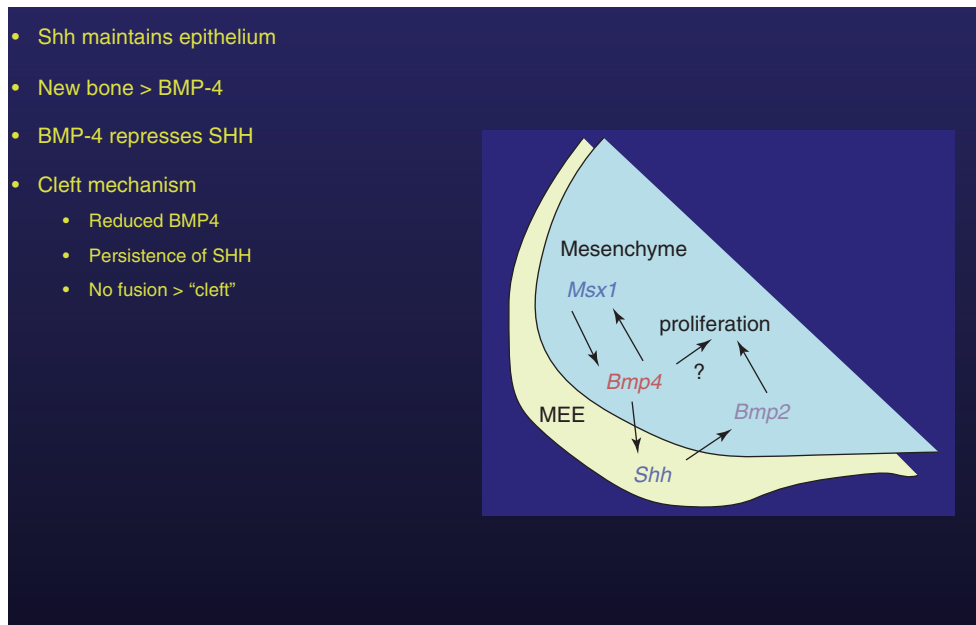 • Shh maintains epithelium
• New bone > BMP-4
• BMP-4 represses SHH
• Cleft mechanism
• Reduced BMP4
• Persistence of SHH
• No fusion > “cleft”
Mesenchyme
Msx1
proliferation
?
Bmp4
Bmp2
MEE
Shh